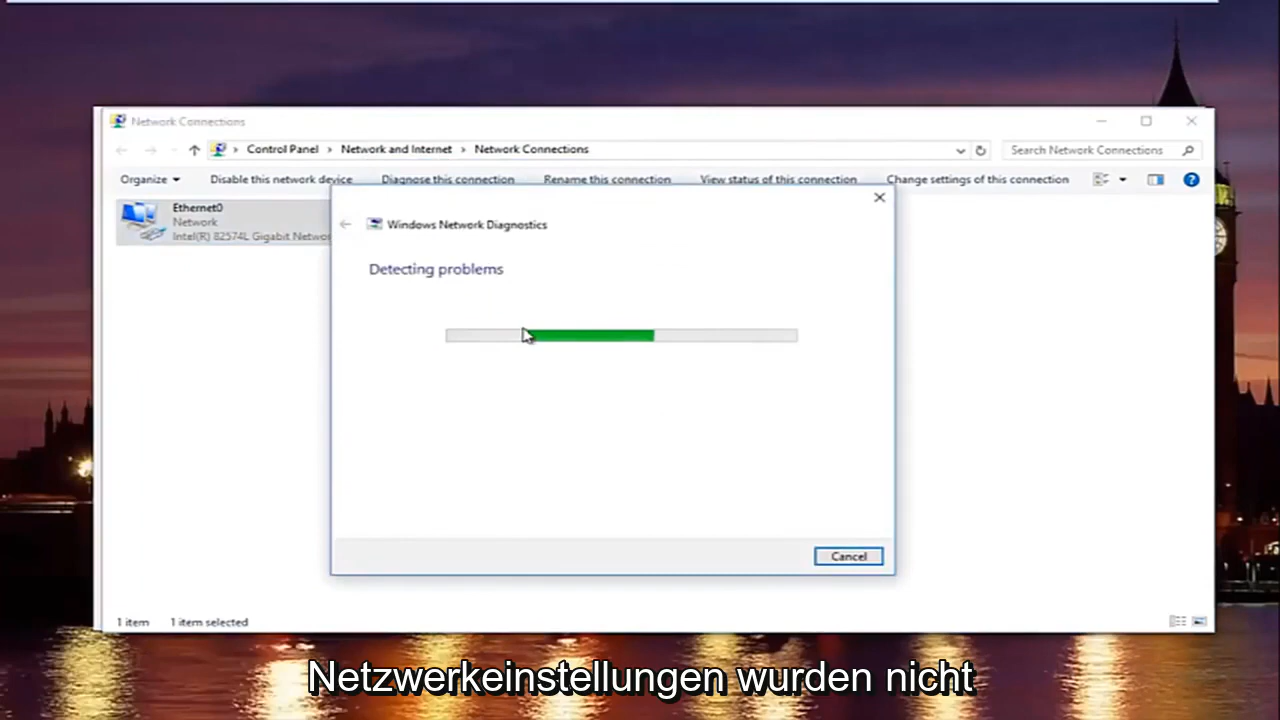 Network Connections
Control Panel > Network and Internet > Network Connections
Search Network Connections
Organize
Disable this network device
Diagnose this connection
Rename this connection
View status of this connection
Change settings of this connection
Ethernet0
Network
Intel(R) 82574L Gigabit Networ
Windows Network Diagnostics
Detecting problems
Cancel
1 item
1 item selected
Netzwerkeinstellungen wurden nicht